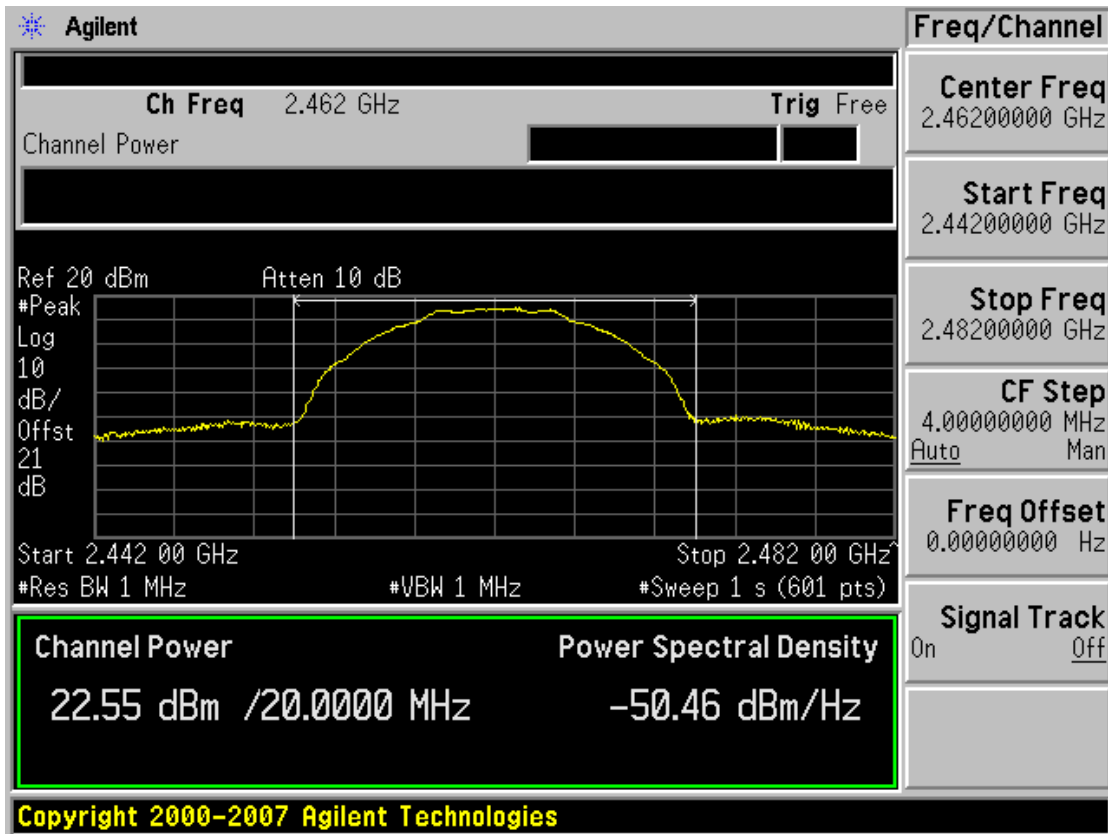 Agilent
Freq/Channel
Ch Freq 2.462 GHz Trig Free
Channel Power
Center Freq
2.46200000 GHz
Start Freq
2.44200000 GHz
Stop Freq
2.48200000 GHz
CF Step
4.00000000 MHz
Auto Man
Freq Offset
0.00000000 Hz
Signal Track
On Off
Ref 20 dBm Atten 10 dB
#Peak
Log
10
dB/
Offst
21
dB
Start 2.442 00 GHz Stop 2.482 00 GHz^
#Res BW 1 MHz #VBW 1 MHz #Sweep 1 s (601 pts)
Channel Power Power Spectral Density
22.55 dBm /20.0000 MHz -50.46 dBm/Hz
Copyright 2000-2007 Agilent Technologies